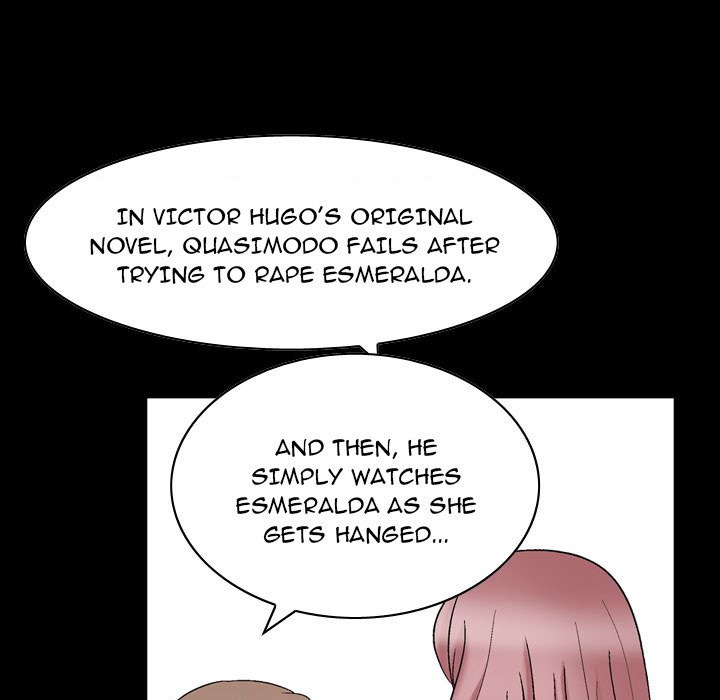 IN VICTOR HUGO'S ORIGINAL
NOVEL, QUASIMODO FAILS AFTER
TRYING TO RAPE ESMERALDA.
AND THEN, HE
SIMPLY WATCHES
ESMERALDA AS SHE
GETS HANGED...